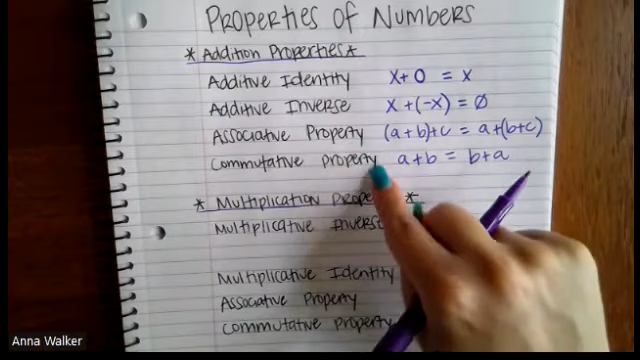 Properties of Numbers
* Addition Properties *
Additive Identity x + 0 = x
Additive Inverse x + (-x) = 0
Associative Property (a+b)+c = a+(b+c)
Commutative Property a+b = b+a
* Multiplication *
Multiplicative Inverse
Multiplicative Identity
Associative Property
Commutative Property
Anna Walker